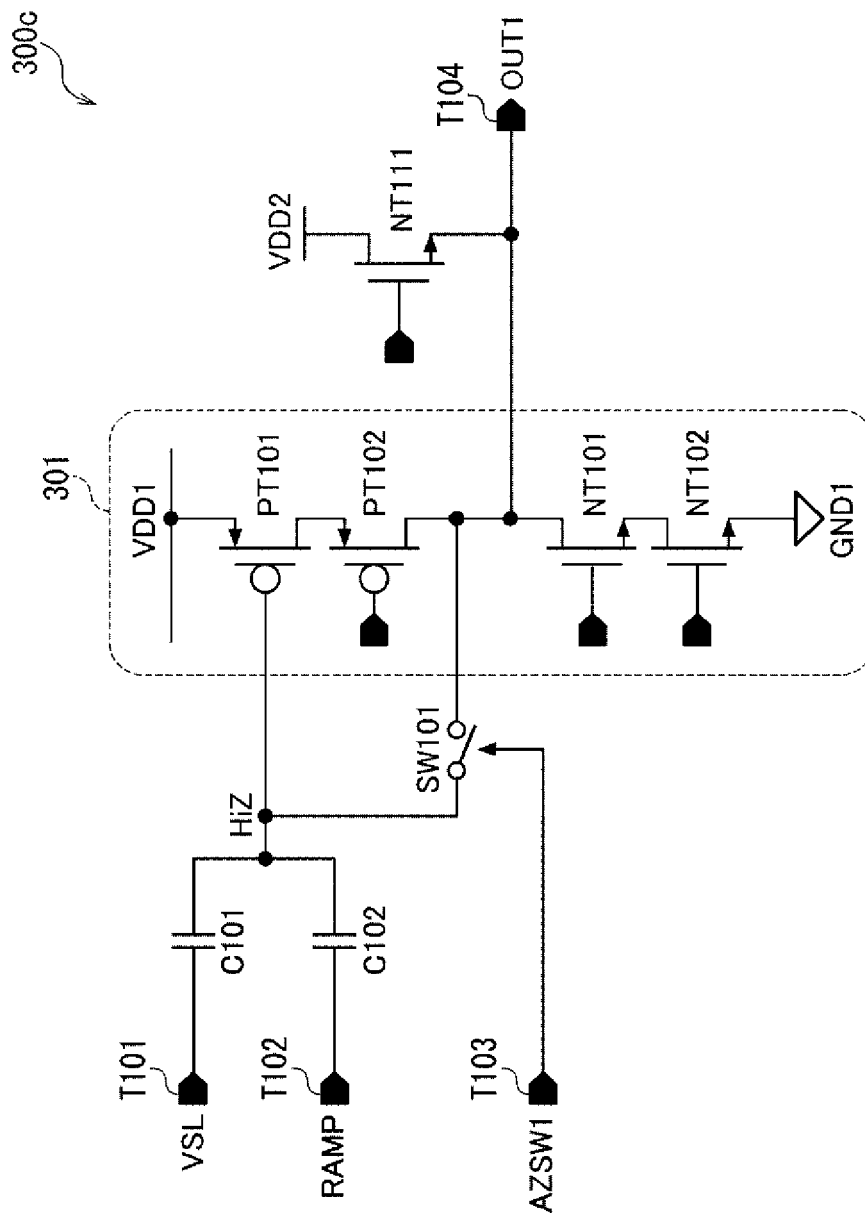 300c
T104
OUT1
VDD2
NT111
301
VDD1
PT101
PT102
NT101
NT102
GND1
HiZ
SW101
C101
C102
T101
VSL
T102
RAMP
T103
AZSW1